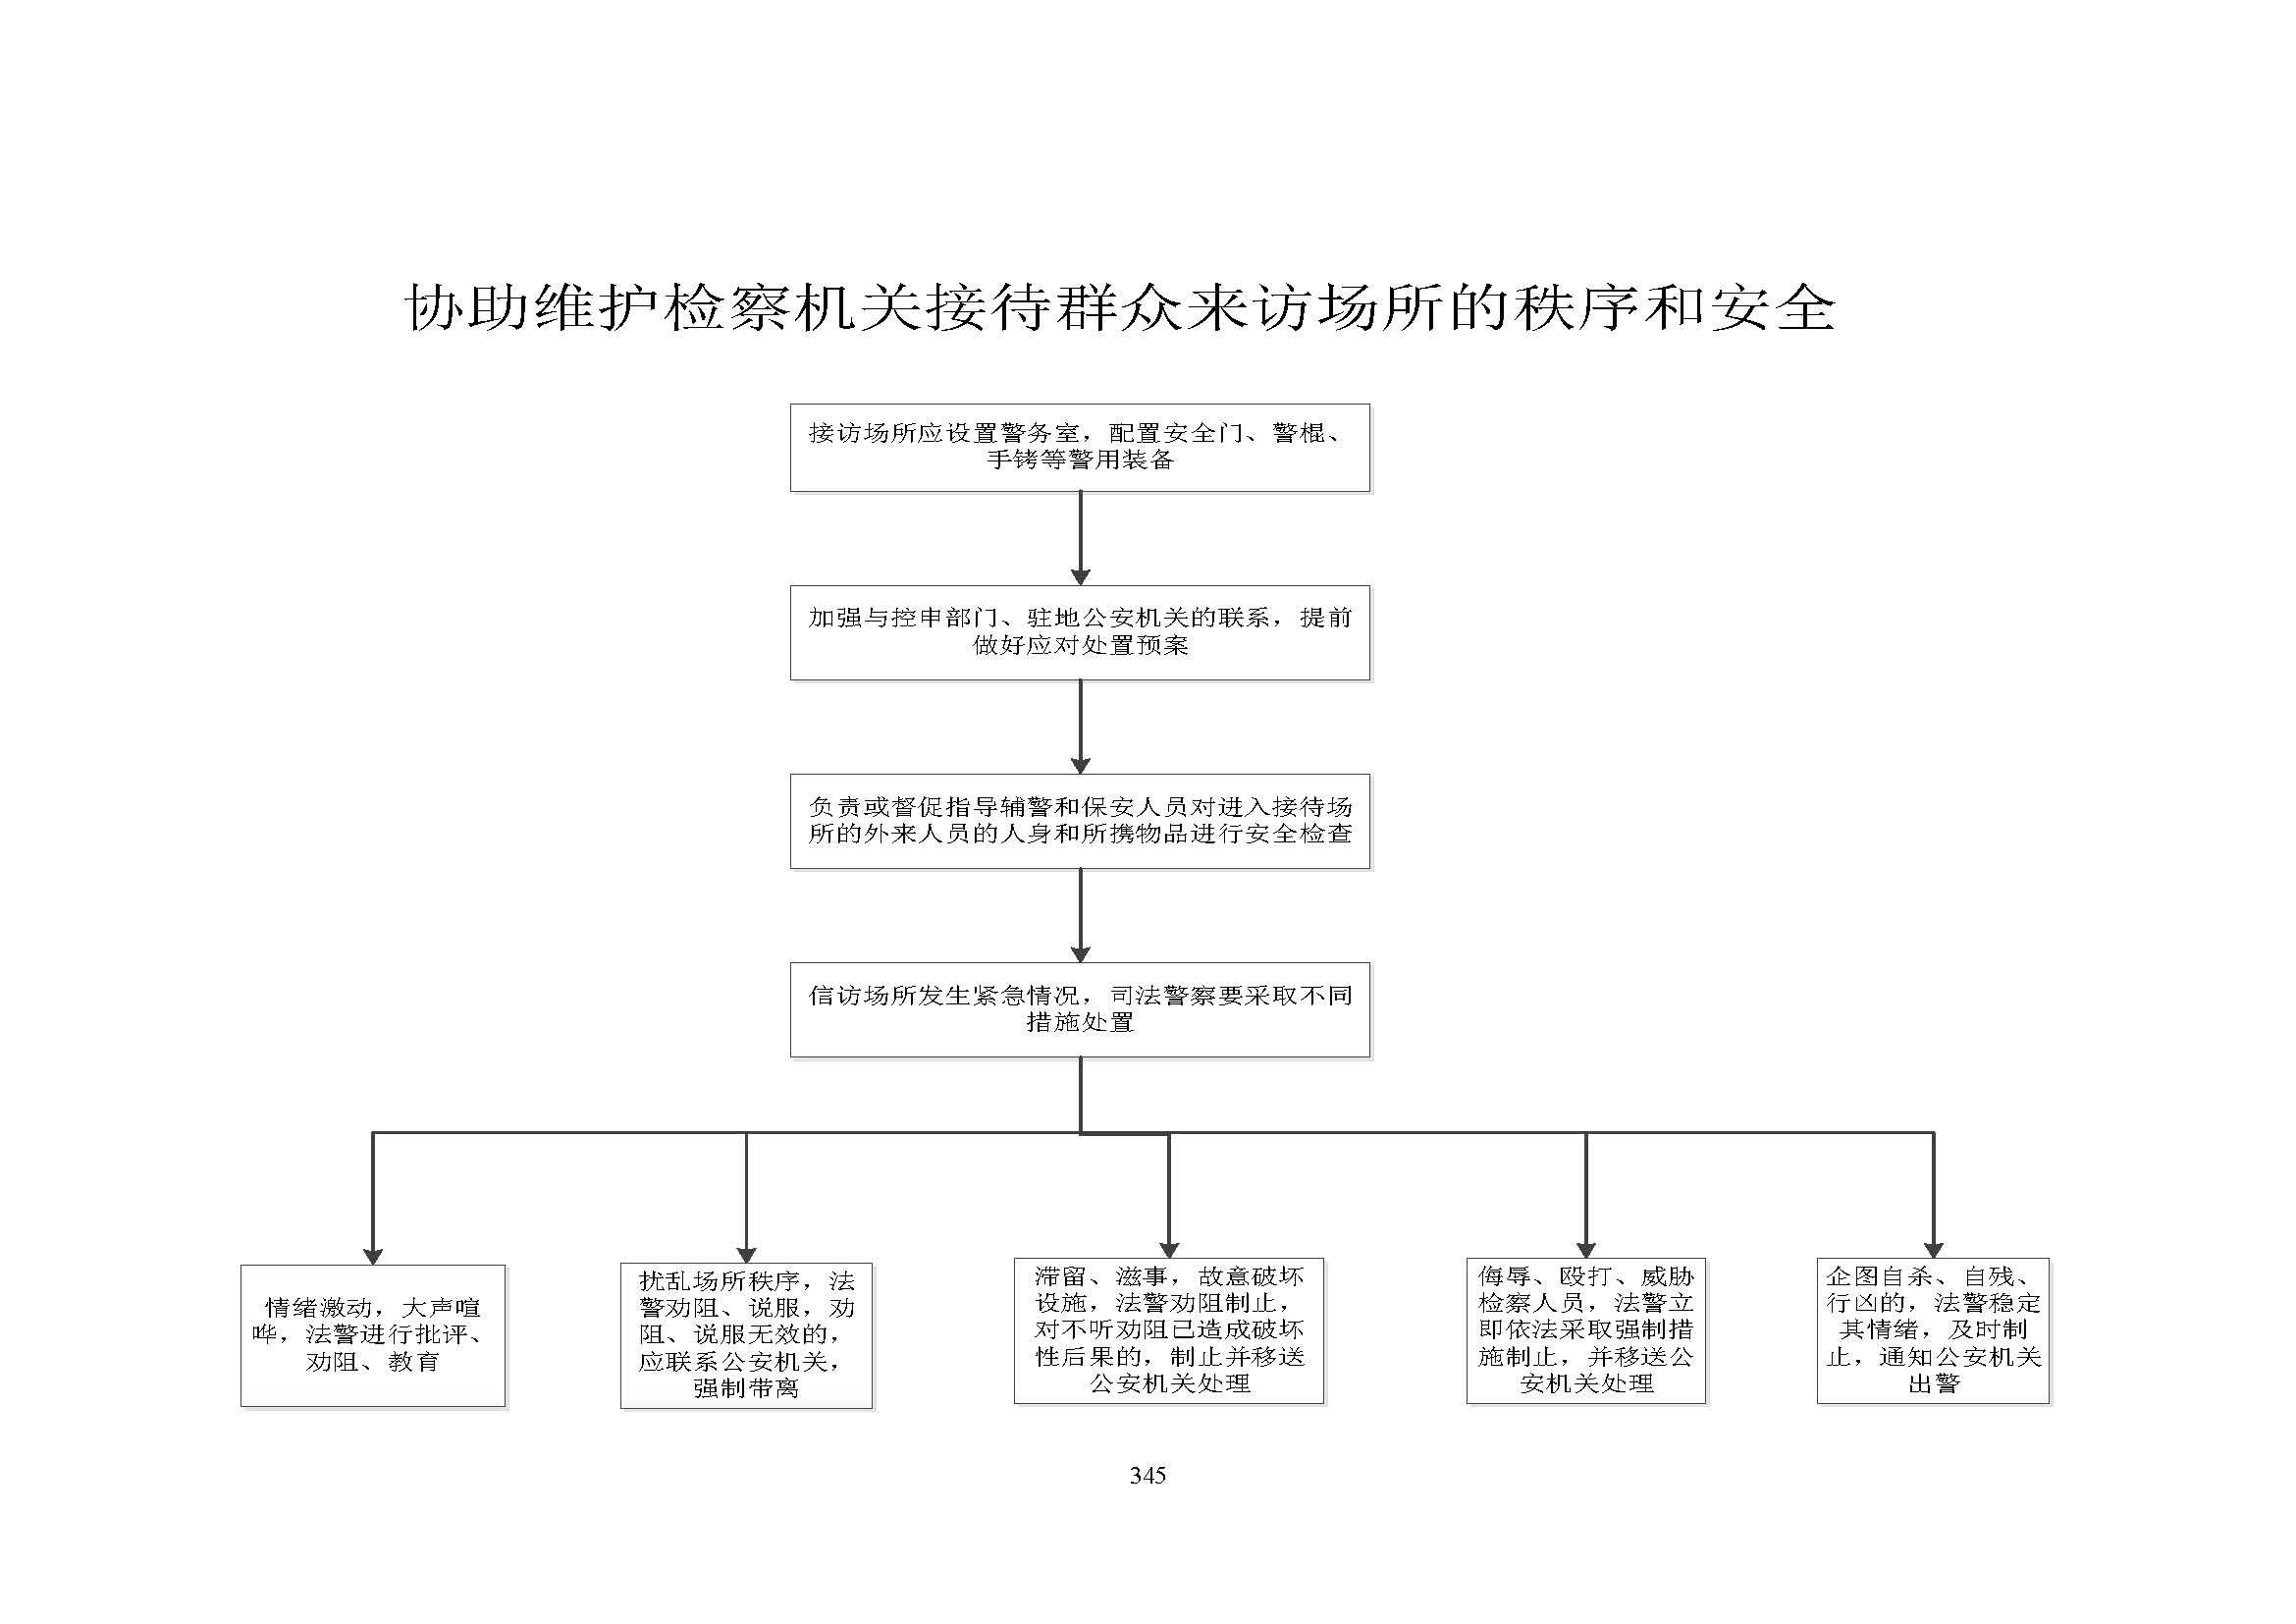 协助维护检察机关接待群众来访场所的秩序和安全
接访场所应设置警务室，配置安全门、警棍、
手铐等警用装备
加强与控申部门、驻地公安机关的联系，提前
做好应对处置预案
负责或督促指导辅警和保安人员对进入接待场
所的外来人员的人身和所携物品进行安全检查
信访场所发生紧急情况，司法警察要采取不同
措施处置
情绪激动，大声喧
哗，法警进行批评、
劝阻、教育
扰乱场所秩序，法
警劝阻、说服，劝
阻、说服无效的，
应联系公安机关，
强制带离
滞留、滋事，故意破坏
设施，法警劝阻制止，
对不听劝阻已造成破坏
性后果的，制止并移送
公安机关处理
侮辱、殴打、威胁
检察人员，法警立
即依法采取强制措
施制止，并移送公
安机关处理
企图自杀、自残、
行凶的，法警稳定
其情绪，及时制
止，通知公安机关
出警
345